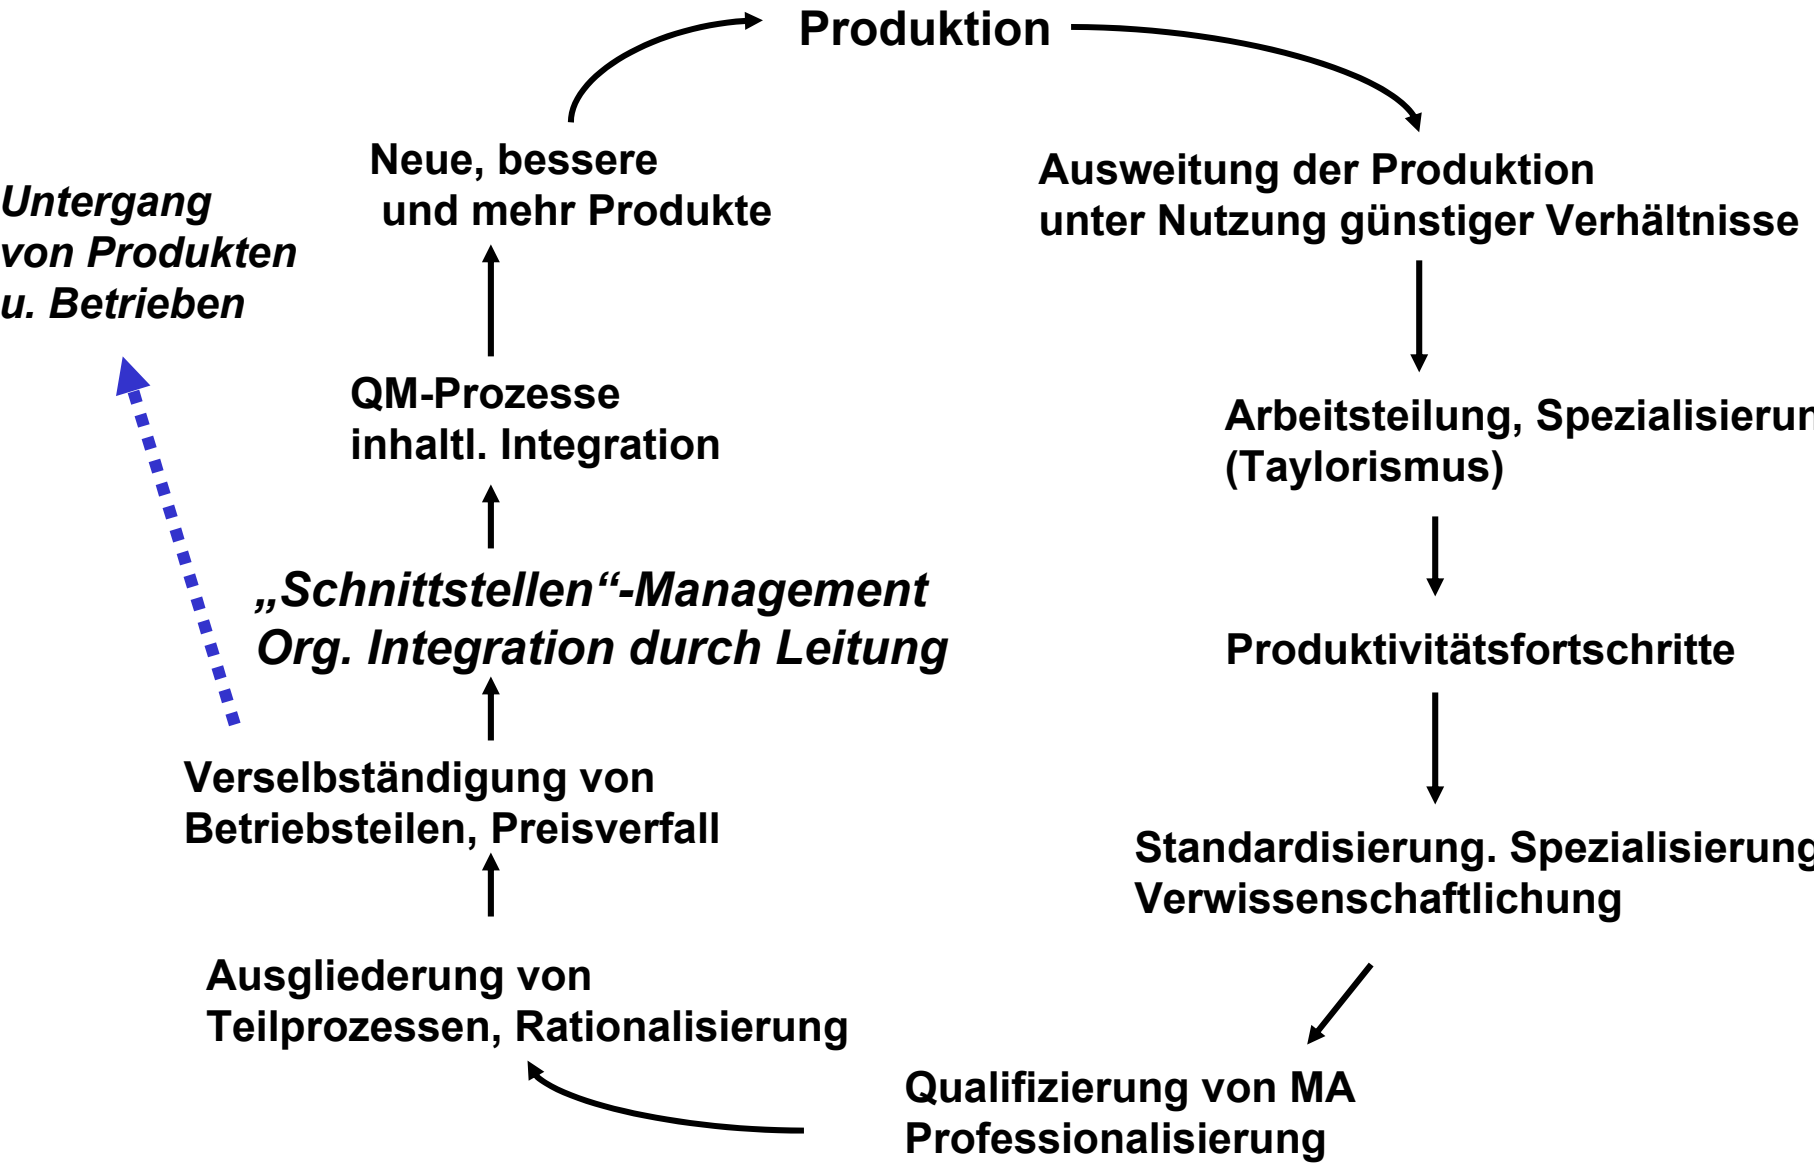 Produktion
Neue, bessere
und mehr Produkte
Ausweitung der Produktion
unter Nutzung günstiger Verhältnisse
Untergang
von Produkten
u. Betrieben
QM-Prozesse
inhaltl. Integration
Arbeitsteilung, Spezialisierun
(Taylorismus)
„Schnittstellen“-Management
Org. Integration durch Leitung
Produktivitätsfortschritte
Verselbständigung von
Betriebsteilen, Preisverfall
Standardisierung. Spezialisierung
Verwissenschaftlichung
Ausgliederung von
Teilprozessen, Rationalisierung
Qualifizierung von MA
Professionalisierung